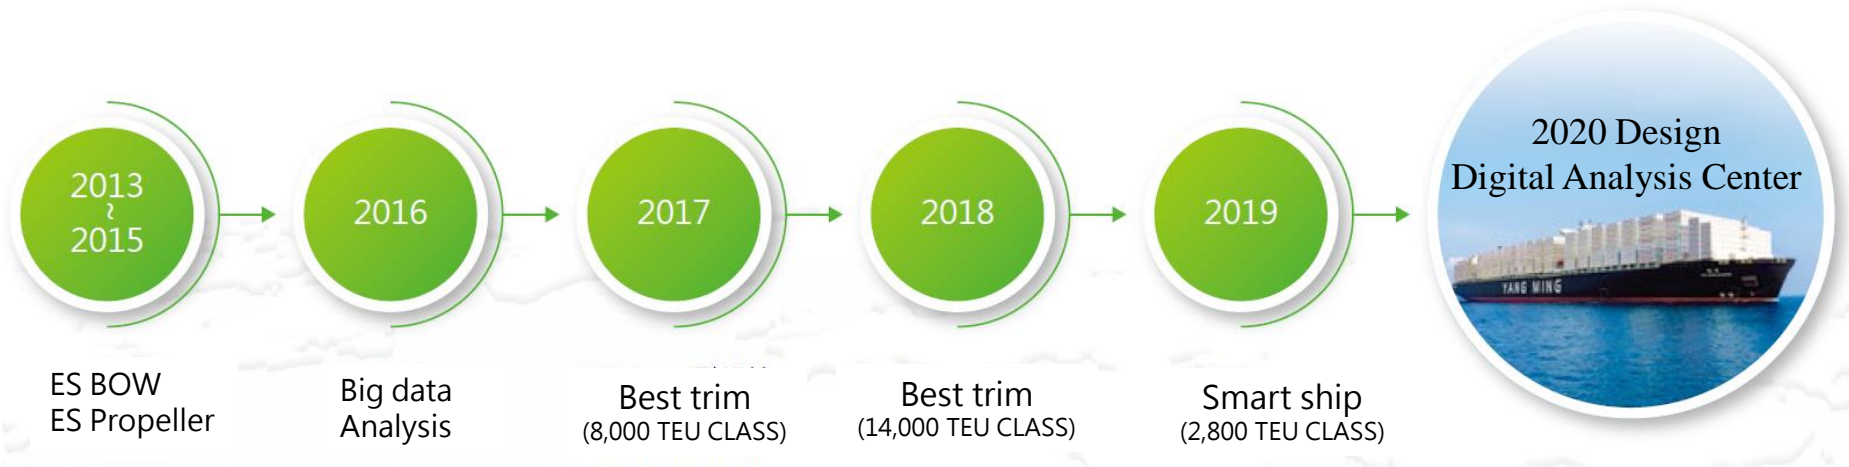 2013
~
2015
2016
2017
2018
2019
2020 Design
Digital Analysis Center
YANG MING
ES BOW
ES Propeller
Big data
Analysis
Best trim
(8,000 TEU CLASS)
Best trim
(14,000 TEU CLASS)
Smart ship
(2,800 TEU CLASS)